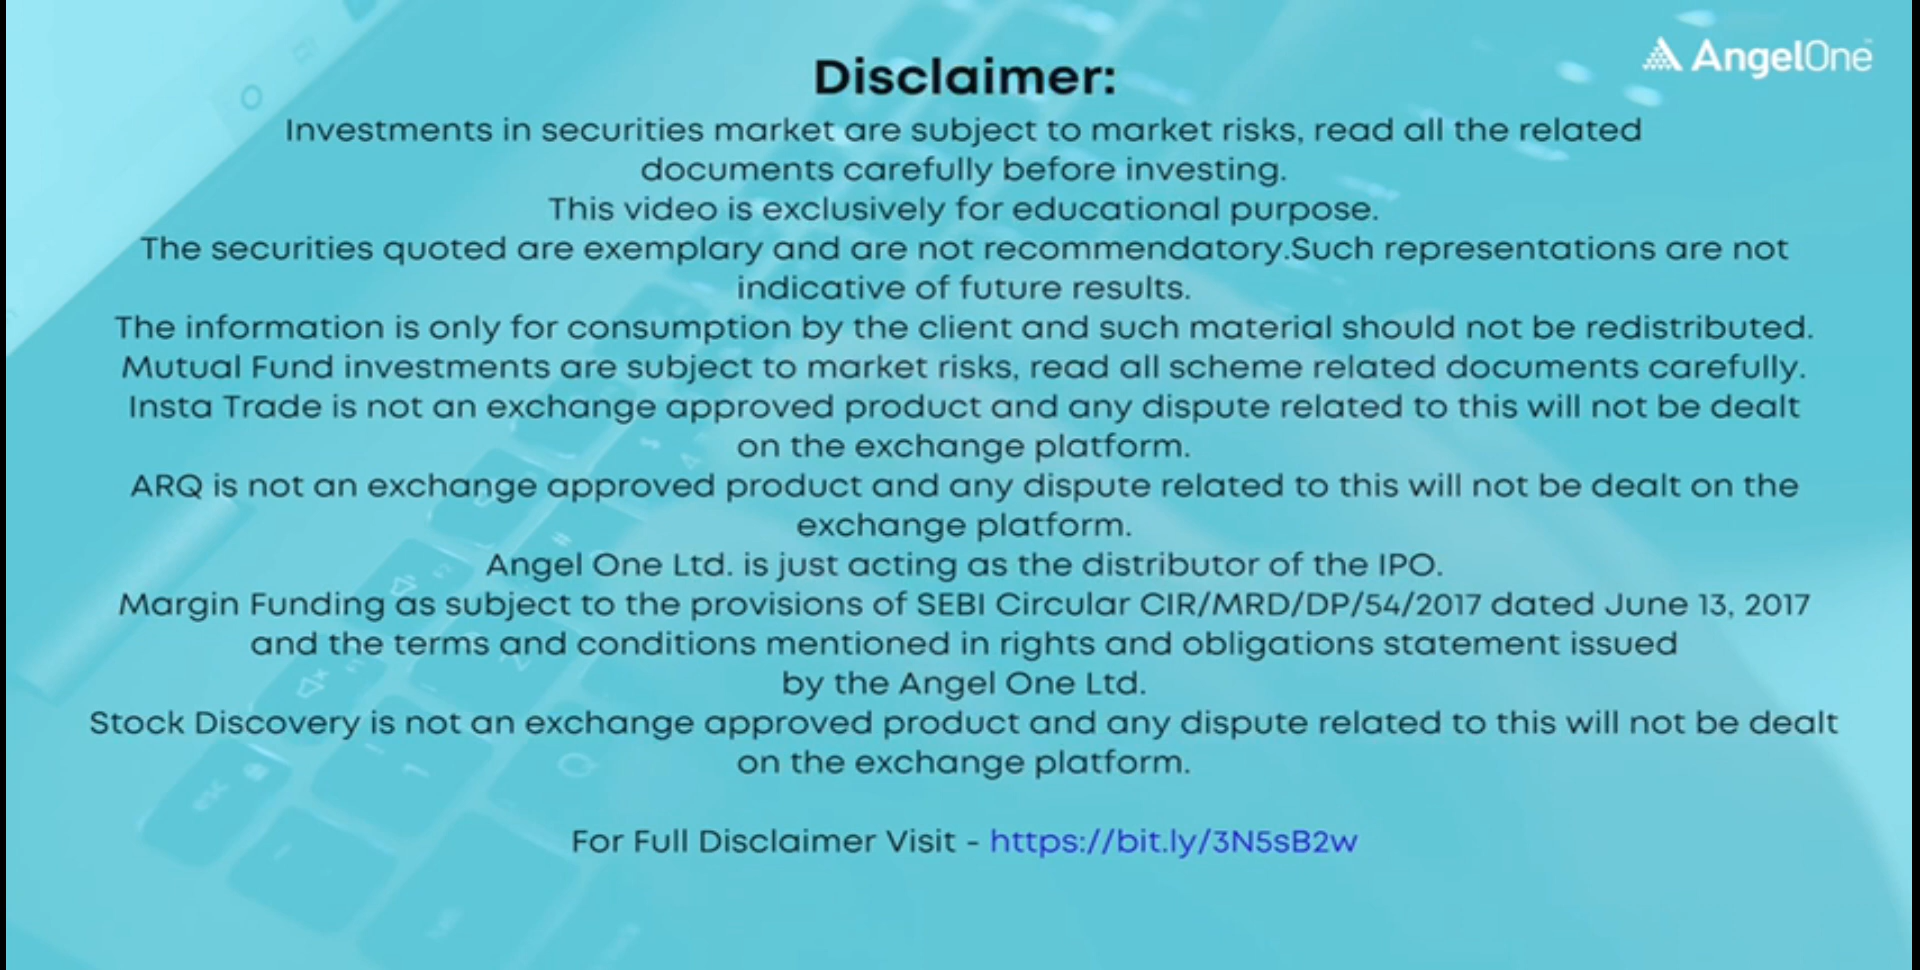 AngelOne
Disclaimer:
Investments in securities market are subject to market risks, read all the related
documents carefully before investing.
This video is exclusively for educational purpose.
The securities quoted are exemplary and are not recommendatory.Such representations are not
indicative of future results.
The information is only for consumption by the client and such material should not be redistributed.
Mutual Fund investments are subject to market risks, read all scheme related documents carefully.
Insta Trade is not an exchange approved product and any dispute related to this will not be dealt
on the exchange platform.
ARQ is not an exchange approved product and any dispute related to this will not be dealt on the
exchange platform.
Angel One Ltd. is just acting as the distributor of the IPO.
Margin Funding as subject to the provisions of SEBI Circular CIR/MRD/DP/54/2017 dated June 13, 2017
and the terms and conditions mentioned in rights and obligations statement issued
by the Angel One Ltd.
Stock Discovery is not an exchange approved product and any dispute related to this will not be dealt
on the exchange platform.
For Full Disclaimer Visit - https://bit.ly/3N5sB2w